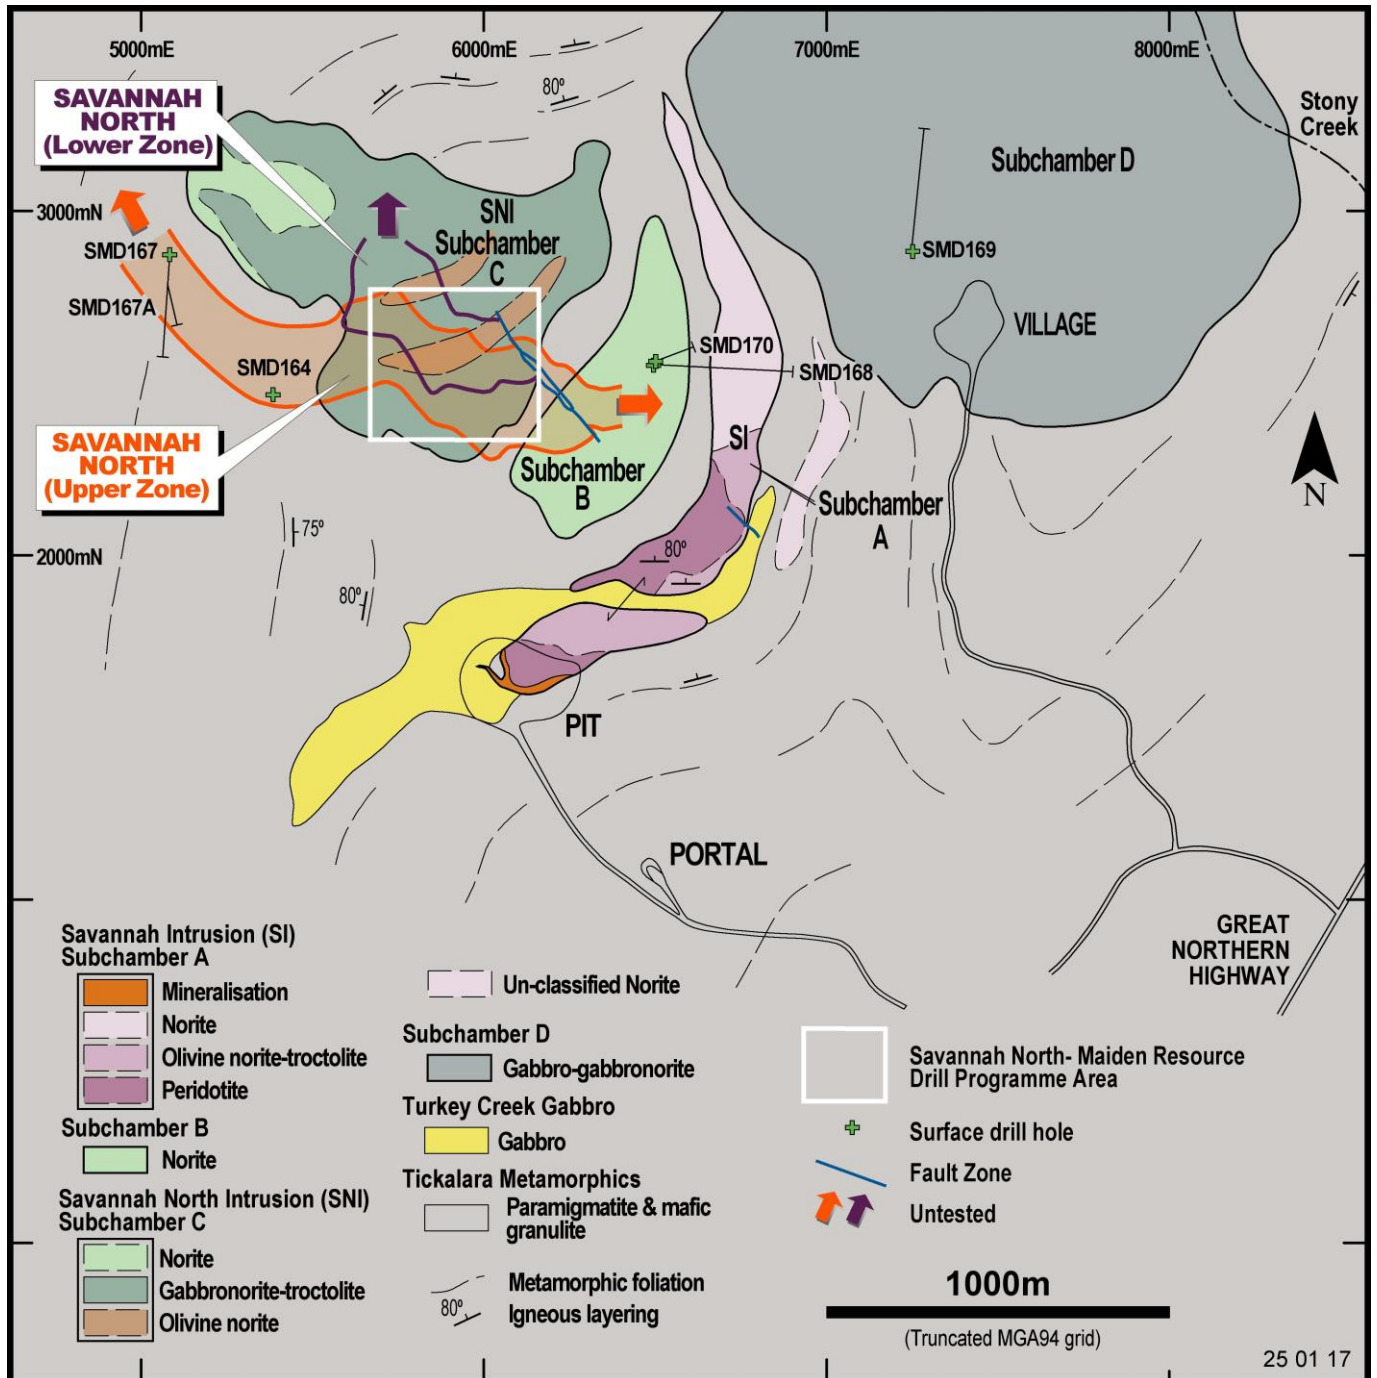 5000mE
6000mE
7000mE
8000mE
SAVANNAH
NORTH
(Lower Zone)
80º
Stony
Creek
Subchamber D
3000mN
SNI
Subchamber
C
SMD167
SMD169
SMD167A
VILLAGE
SMD170
SMD164
SMD168
SAVANNAH
NORTH
(Upper Zone)
SI
Subchamber
B
Subchamber
A
N
75º
2000mN
80º
80º
PIT
PORTAL
GREAT
NORTHERN
HIGHWAY
Savannah Intrusion (SI)
Subchamber A
Mineralisation
Norite
Olivine norite-troctolite
Peridotite
Subchamber B
Norite
Savannah North Intrusion (SNI)
Subchamber C
Norite
Gabbronorite-troctolite
Olivine norite
Un-classified Norite
Subchamber D
Gabbro-gabbronorite
Turkey Creek Gabbro
Gabbro
Tickalara Metamorphics
Paramigmatite & mafic
granulite
Metamorphic foliation
80º
Igneous layering
Savannah North- Maiden Resource
Drill Programme Area
Surface drill hole
Fault Zone
Untested
1000m
(Truncated MGA94 grid)
25 01 17